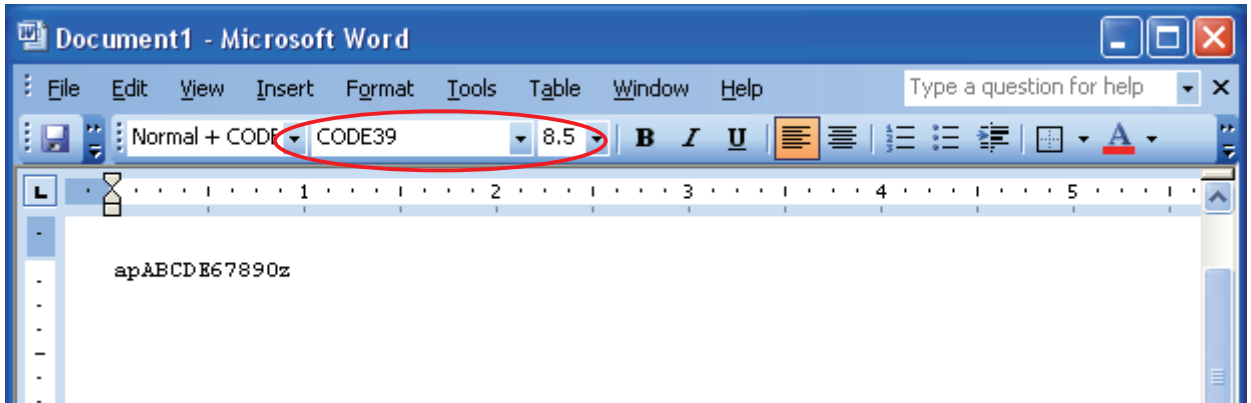 Document1 - Microsoft Word
File Edit View Insert Format Tools Table Window Help Type a question for help
Normal + CODE CODE39 8.5 B I U A
L 1 2 3 4 5
apABCDE67890z